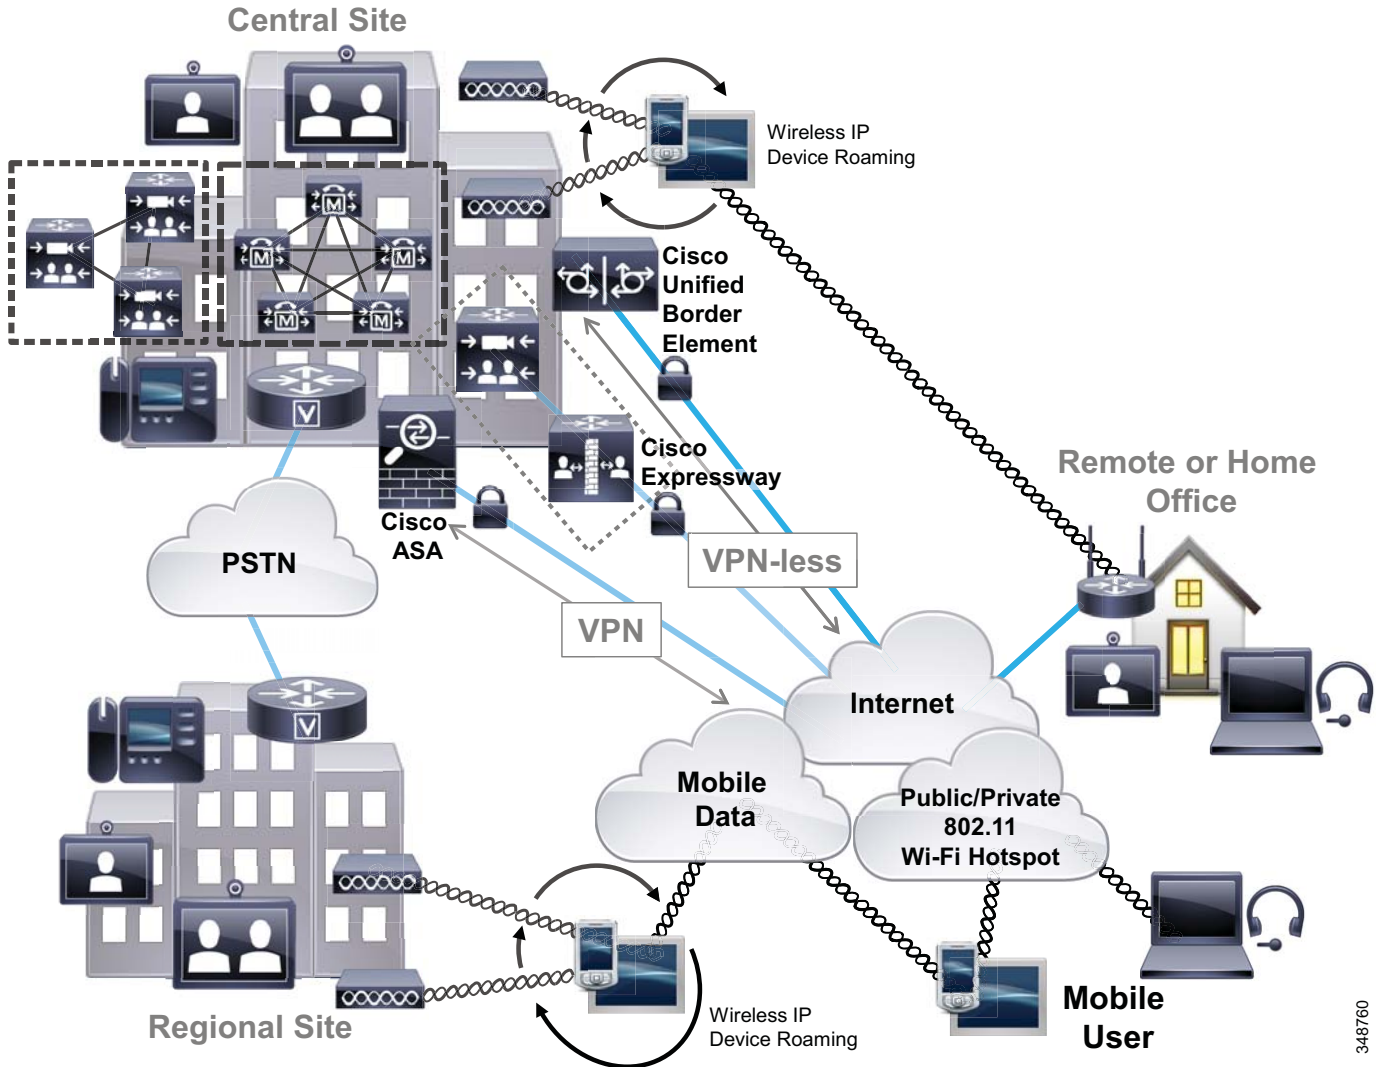 Central Site
Wireless IP
Device Roaming
M
M
M
M
M
Cisco
Unified
Border
Element
V
Cisco
Expressway
Remote or Home
Office
Cisco
ASA
PSTN
VPN-less
VPN
V
Internet
Mobile
Data
Public/Private
802.11
Wi-Fi Hotspot
Regional Site
Wireless IP
Device Roaming
Mobile
User
348760